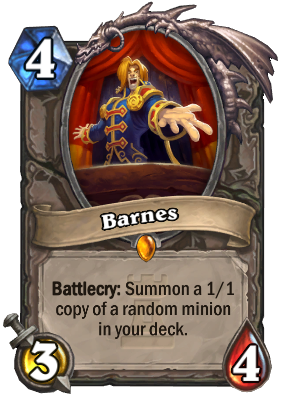 4
Barnes
Battlecry: Summon a 1/1
copy of a random minion
in your deck.
3
4